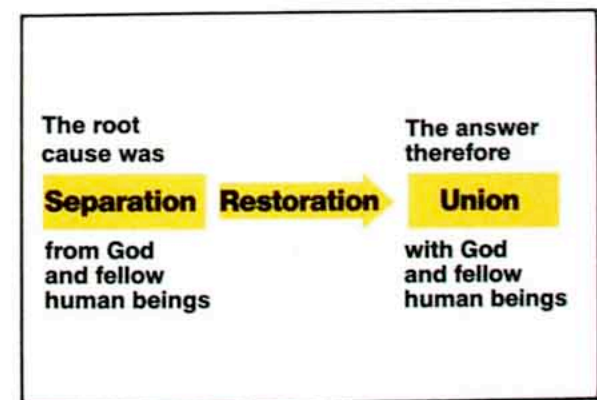 The root
cause was
Separation
from God
and fellow
human beings
Restoration
The answer
therefore
Union
with God
and fellow
human beings